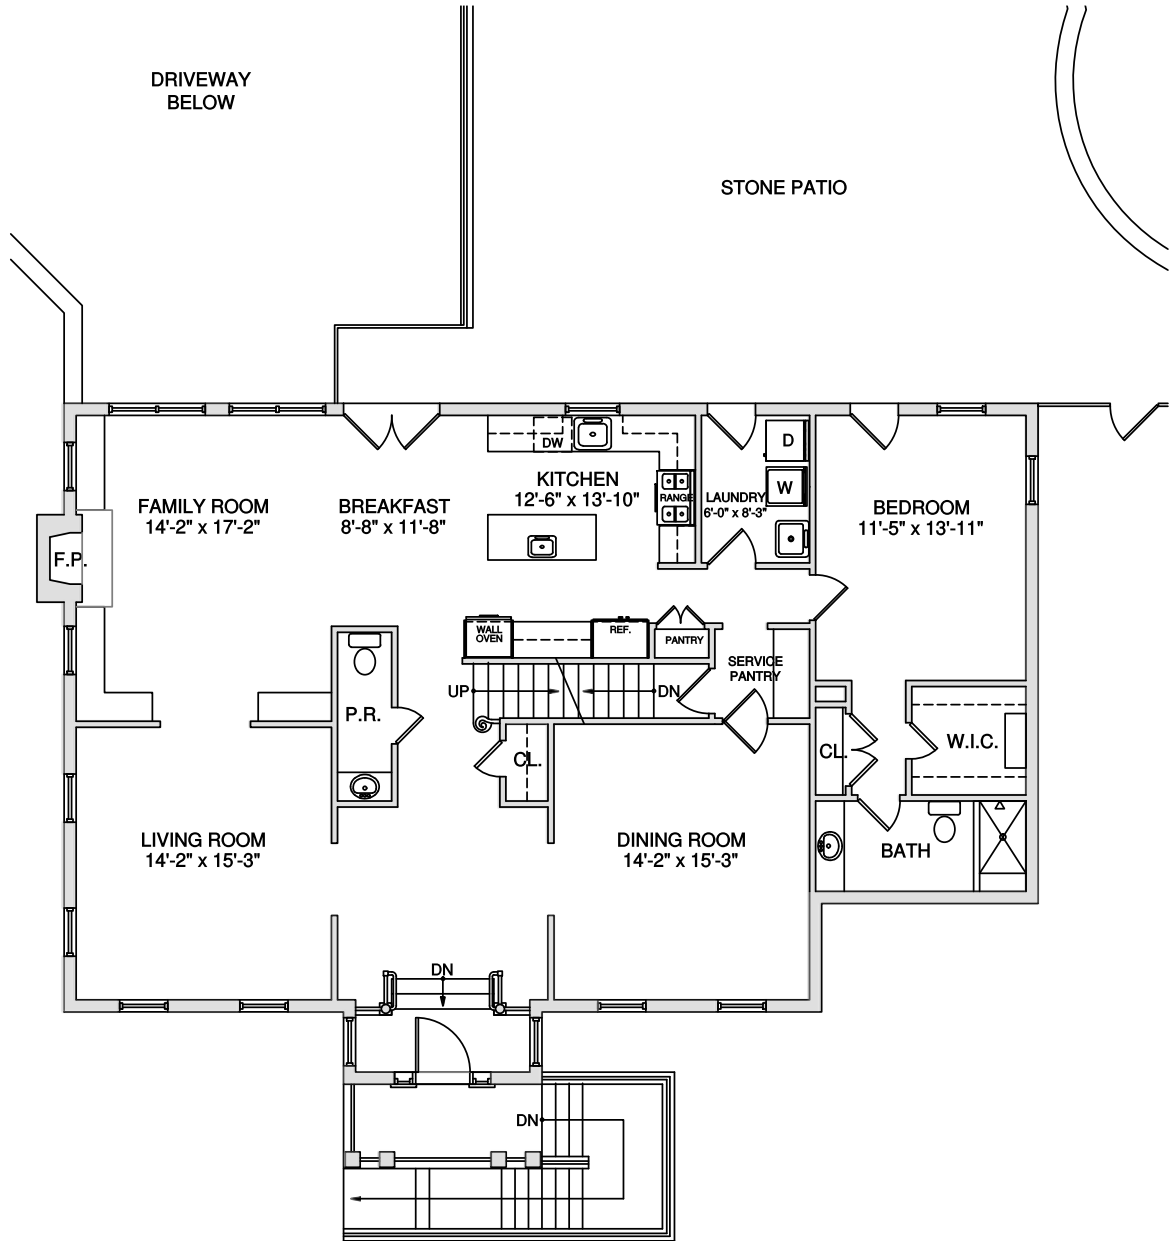 DRIVEWAY
BELOW
STONE PATIO
DW
D
KITCHEN
12'-6" x 13'-10"
W
RANGE
LAUNDRY
6'-0" x 8'-3"
FAMILY ROOM
14'-2" x 17'-2"
BREAKFAST
8'-8" x 11'-8"
BEDROOM
11'-5" x 13'-11"
F.P.
WALL
OVEN
REF.
PANTRY
SERVICE
PANTRY
UP
DN
P.R.
CL.
CL.
W.I.C.
LIVING ROOM
14'-2" x 15'-3"
DINING ROOM
14'-2" x 15'-3"
BATH
DN
DN